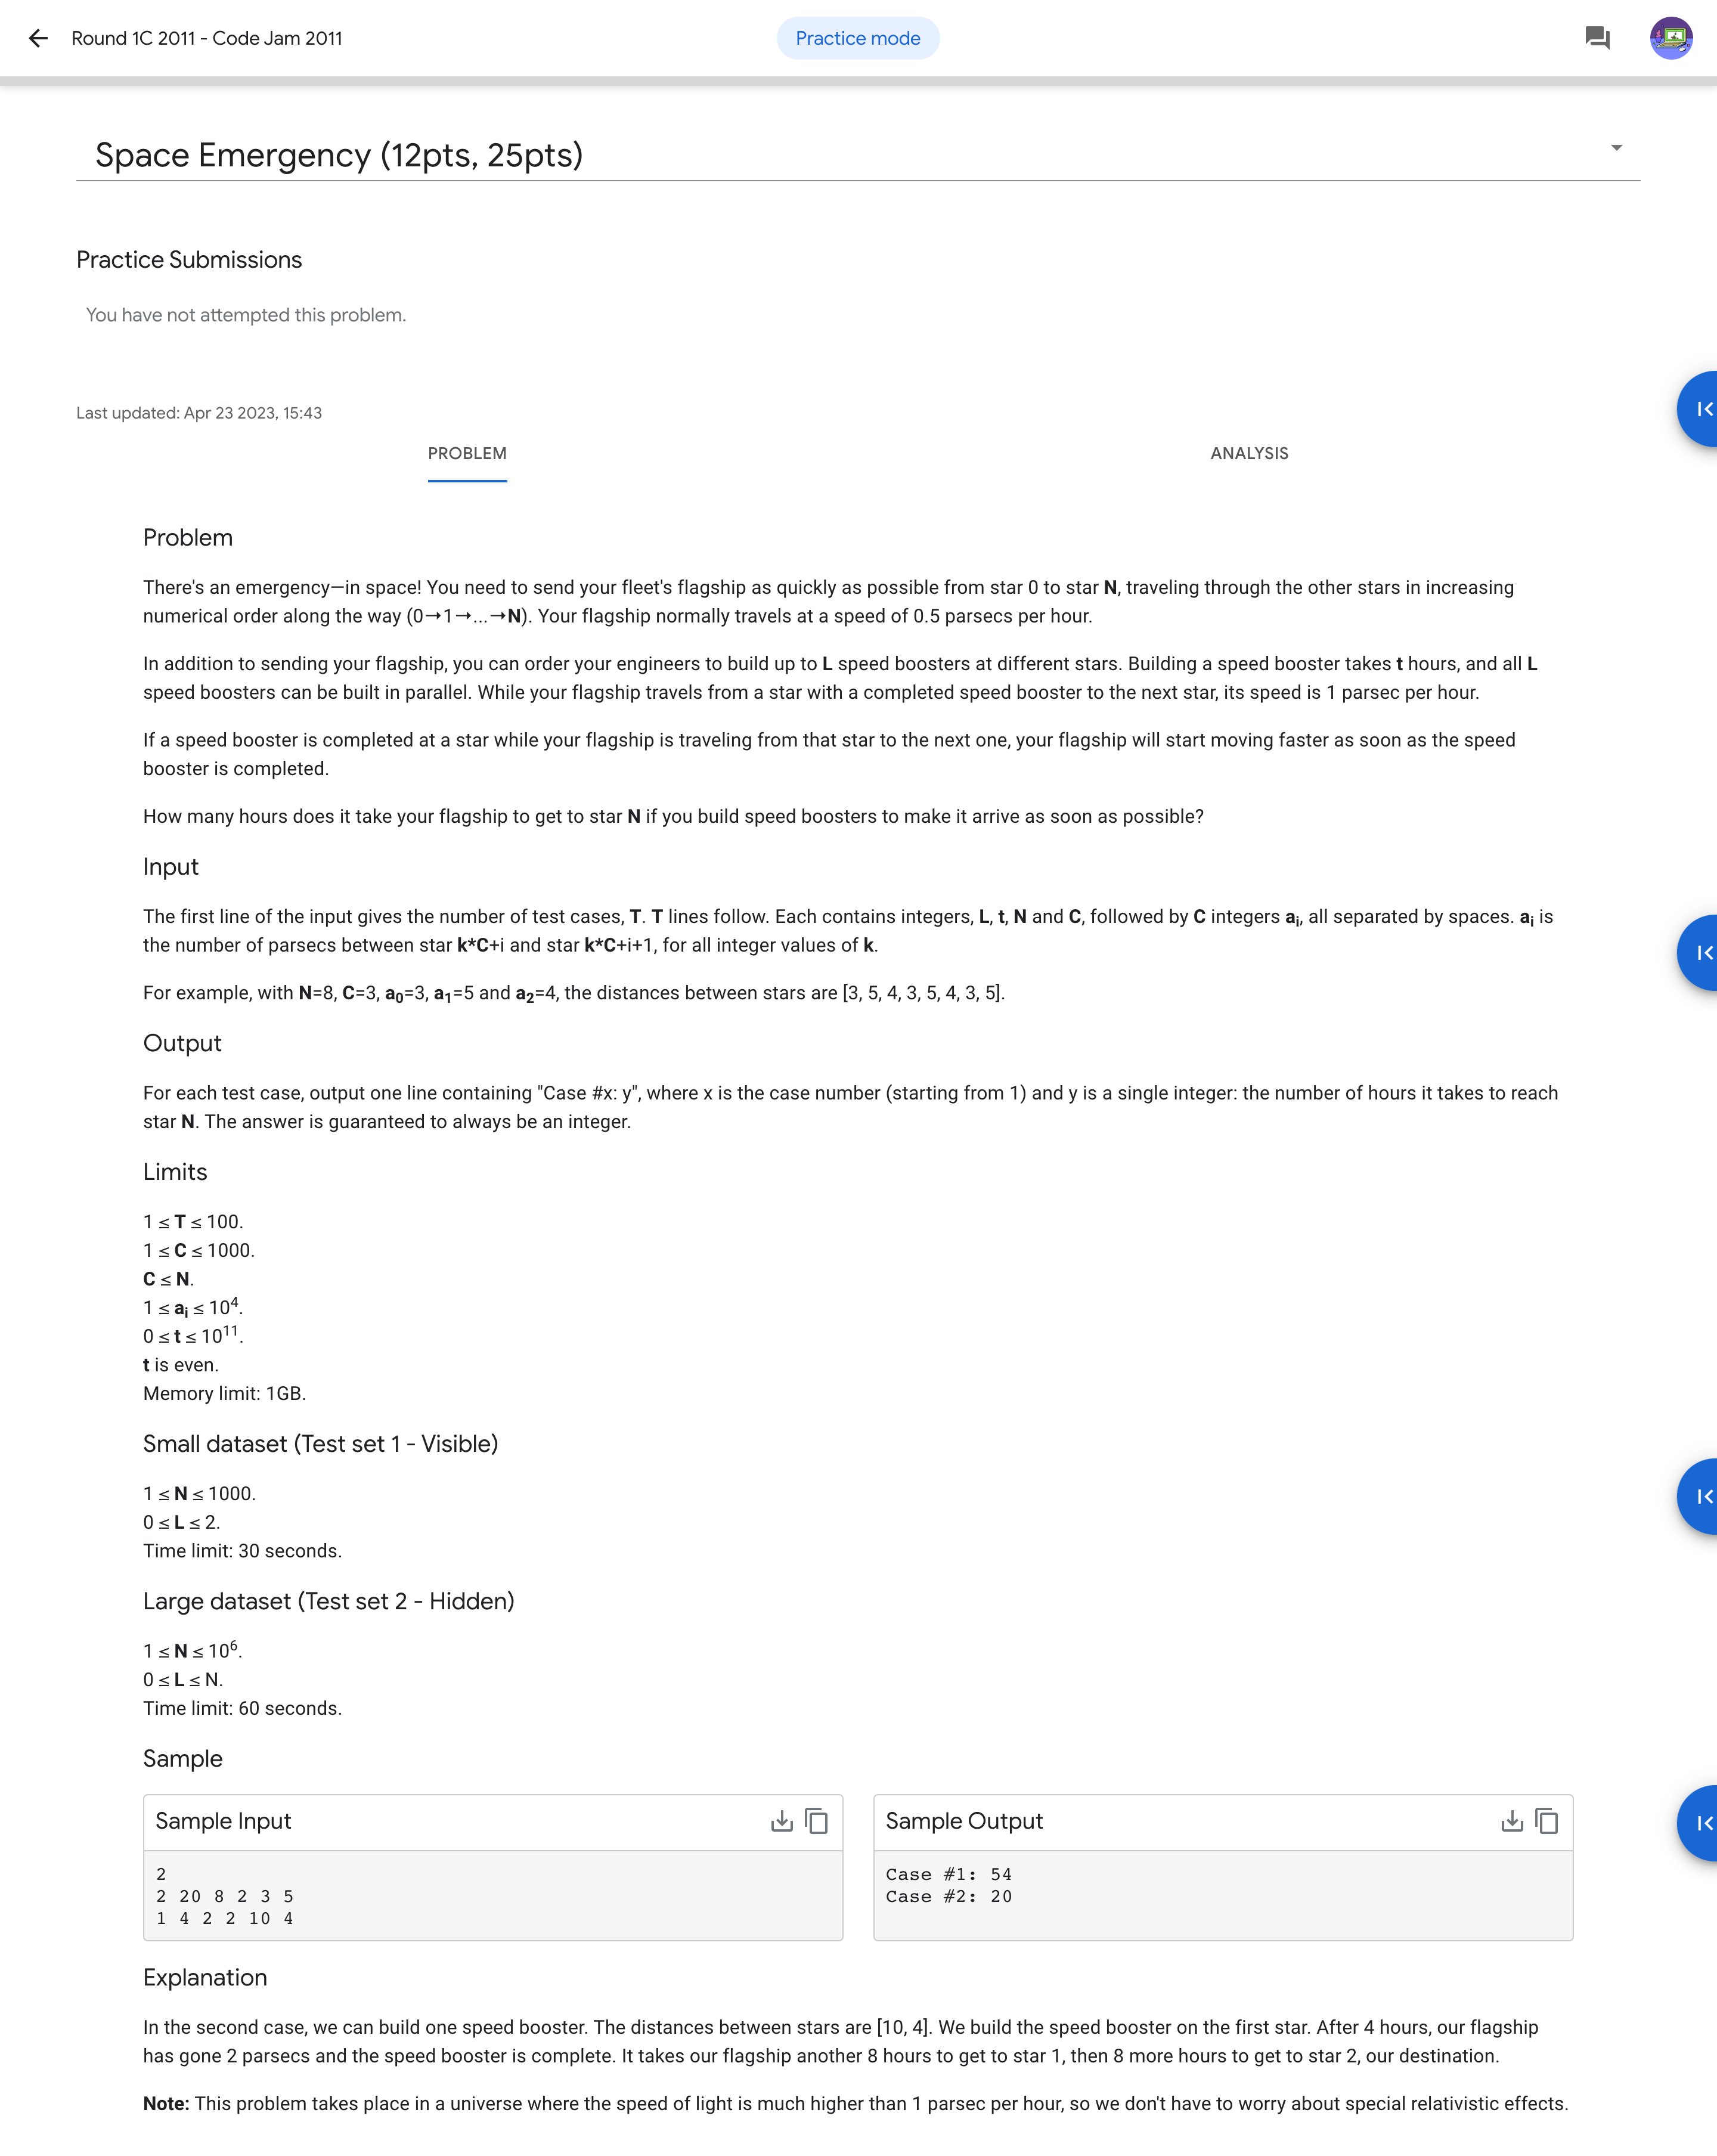 Round 1C 2011 - Code Jam 2011
Practice mode
Space Emergency (12pts, 25pts)
Practice Submissions
You have not attempted this problem.
Last updated: Apr 23 2023, 15:43
PROBLEM
ANALYSIS
Problem
There's an emergency—in space! You need to send your fleet's flagship as quickly as possible from star 0 to star N, traveling through the other stars in increasing
numerical order along the way (0→1→...→N). Your flagship normally travels at a speed of 0.5 parsecs per hour.
In addition to sending your flagship, you can order your engineers to build up to L speed boosters at different stars. Building a speed booster takes t hours, and all L
speed boosters can be built in parallel. While your flagship travels from a star with a completed speed booster to the next star, its speed is 1 parsec per hour.
If a speed booster is completed at a star while your flagship is traveling from that star to the next one, your flagship will start moving faster as soon as the speed
booster is completed.
How many hours does it take your flagship to get to star N if you build speed boosters to make it arrive as soon as possible?
Input
The first line of the input gives the number of test cases, T. T lines follow. Each contains integers, L, t, N and C, followed by C integers aᵢ, all separated by spaces. aᵢ is
the number of parsecs between star k*C+i and star k*C+i+1, for all integer values of k.
For example, with N=8, C=3, a₀=3, a₁=5 and a₂=4, the distances between stars are [3, 5, 4, 3, 5, 4, 3, 5].
Output
For each test case, output one line containing "Case #x: y", where x is the case number (starting from 1) and y is a single integer: the number of hours it takes to reach
star N. The answer is guaranteed to always be an integer.
Limits
1 ≤ T ≤ 100.
1 ≤ C ≤ 1000.
C ≤ N.
1 ≤ aᵢ ≤ 10⁴.
0 ≤ t ≤ 10¹¹.
t is even.
Memory limit: 1GB.
Small dataset (Test set 1 - Visible)
1 ≤ N ≤ 1000.
0 ≤ L ≤ 2.
Time limit: 30 seconds.
Large dataset (Test set 2 - Hidden)
1 ≤ N ≤ 10⁶.
0 ≤ L ≤ N.
Time limit: 60 seconds.
Sample
Sample Input
2
2 20 8 2 3 5
1 4 2 2 10 4
Sample Output
Case #1: 54
Case #2: 20
Explanation
In the second case, we can build one speed booster. The distances between stars are [10, 4]. We build the speed booster on the first star. After 4 hours, our flagship
has gone 2 parsecs and the speed booster is complete. It takes our flagship another 8 hours to get to star 1, then 8 more hours to get to star 2, our destination.
Note: This problem takes place in a universe where the speed of light is much higher than 1 parsec per hour, so we don't have to worry about special relativistic effects.